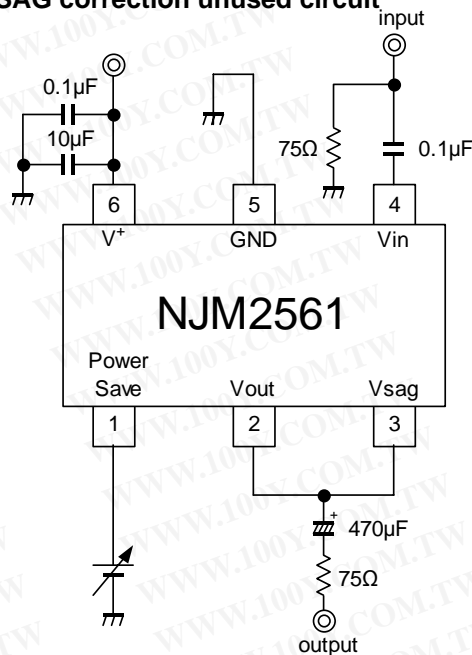 SAG correction unused circuit
input
0.1µF
10µF
75Ω
0.1µF
6
5
4
V+
GND
Vin
NJM2561
Power
Save
Vout
Vsag
1
2
3
+
470µF
75Ω
output
WWW.100Y.COM.TW